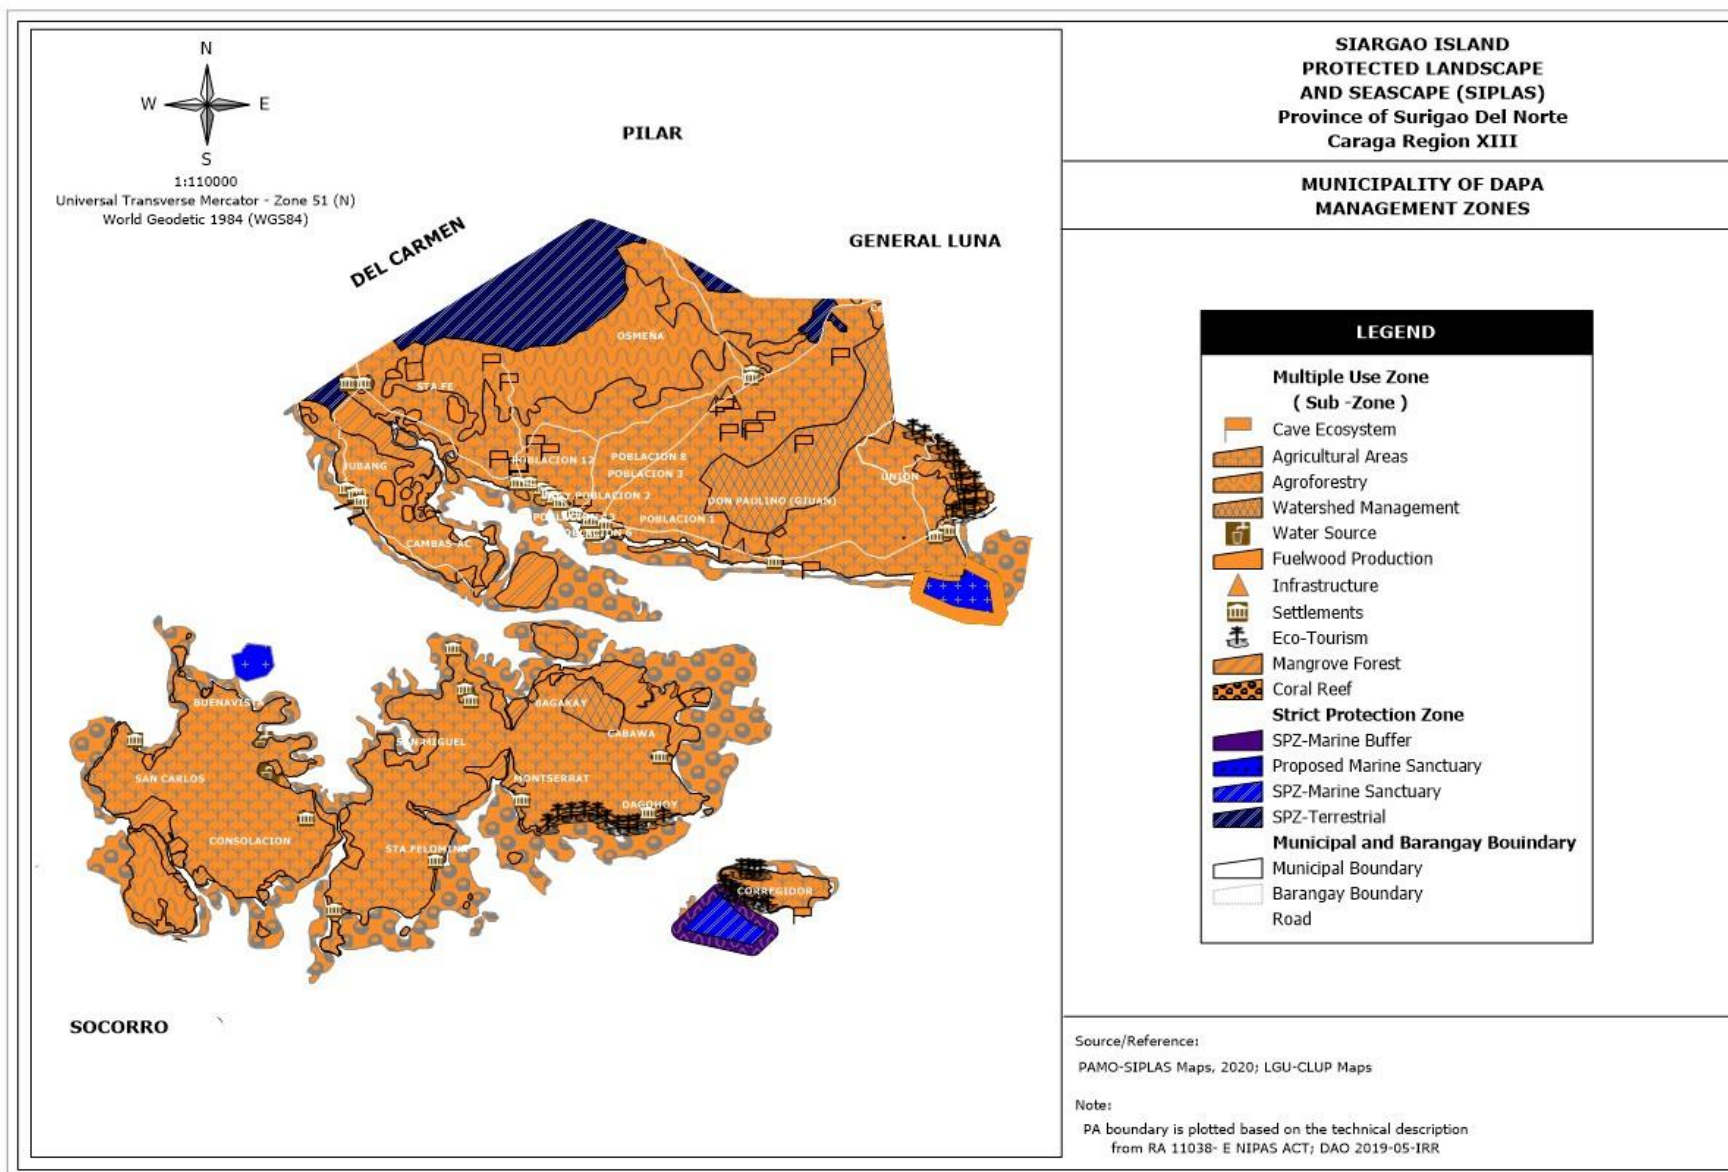 N
W
E
S
1:110000
Universal Transverse Mercator - Zone 51 (N)
World Geodetic 1984 (WGS84)
PILAR
DEL CARMEN
GENERAL LUNA
OSMEÑA
STA.FE
JUBANG
POBLACION 12
POBLACION 8
POBLACION 3
POBLACION 2
UNION
DON PAULINO (GIUAN)
POBLACION 1
CAMBAS-AC
BUENAVISTA
BAGAKAY
CABAWA
SAN MIGUEL
SAN CARLOS
MONTSERRAT
DAGOHOY
CONSOLACION
STA.FELOMINA
CORREGIDOR
SOCORRO
SIARGAO ISLAND
PROTECTED LANDSCAPE
AND SEASCAPE (SIPLAS)
Province of Surigao Del Norte
Caraga Region XIII
MUNICIPALITY OF DAPA
MANAGEMENT ZONES
LEGEND
Multiple Use Zone
( Sub -Zone )
Cave Ecosystem
Agricultural Areas
Agroforestry
Watershed Management
Water Source
Fuelwood Production
Infrastructure
Settlements
Eco-Tourism
Mangrove Forest
Coral Reef
Strict Protection Zone
SPZ-Marine Buffer
Proposed Marine Sanctuary
SPZ-Marine Sanctuary
SPZ-Terrestrial
Municipal and Barangay Bouindary
Municipal Boundary
Barangay Boundary
Road
Source/Reference:
PAMO-SIPLAS Maps, 2020; LGU-CLUP Maps
Note:
PA boundary is plotted based on the technical description
from RA 11038- E NIPAS ACT; DAO 2019-05-IRR